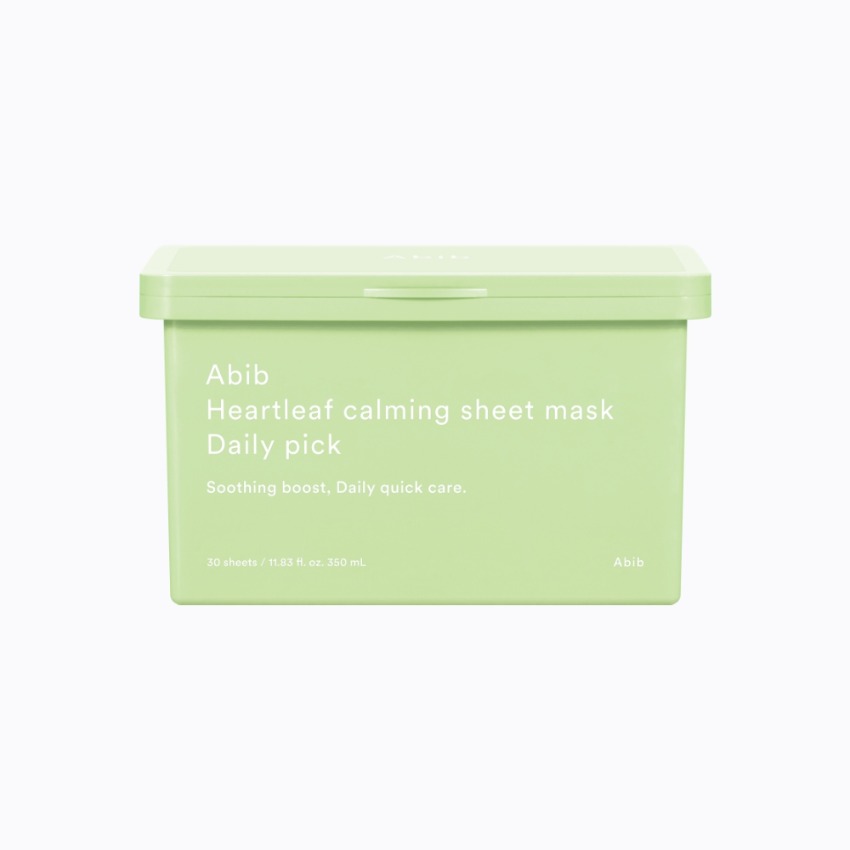 Abib
Abib
Heartleaf calming sheet mask
Daily pick
Soothing boost, Daily quick care.
30 sheets / 11.83 fl. oz. 350 mL
Abib